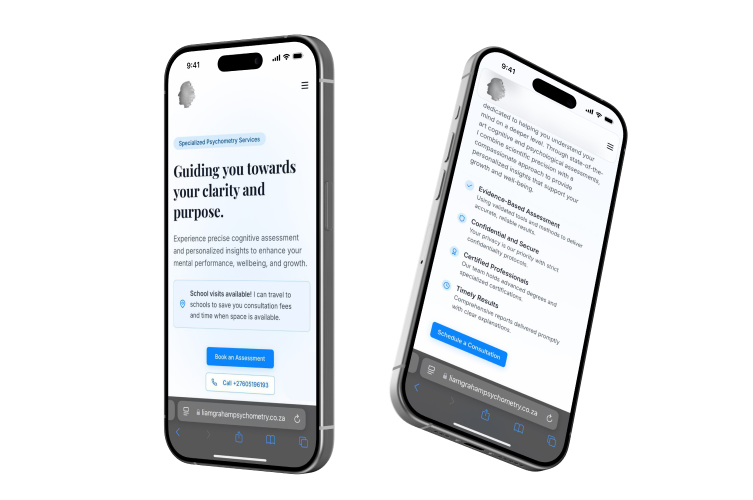 9:41
Specialized Psychometry Services
Guiding you towards
your clarity and
purpose.
Experience precise cognitive assessment
and personalized insights to enhance your
mental performance, wellbeing, and growth.
School visits available! I can travel to
schools to save you consultation fees
and time when space is available.
Book an Assessment
Call +27605196193
liamgrahampsychometry.co.za
9:41
dedicated to helping you understand your
mind on a deeper level. Through state-of-the-
art cognitive and psychological assessments,
I combine scientific precision with a
compassionate approach to provide
personalized insights that support your
growth and well-being.
Evidence-Based Assessment
Using validated tools and methods to deliver
accurate, reliable results.
Confidential and Secure
Your privacy is our priority with strict
confidentiality protocols.
Certified Professionals
Our team holds advanced degrees and
specialized certifications.
Timely Results
Comprehensive reports delivered promptly
with clear explanations.
Schedule a Consultation
liamgrahampsychometry.co.za